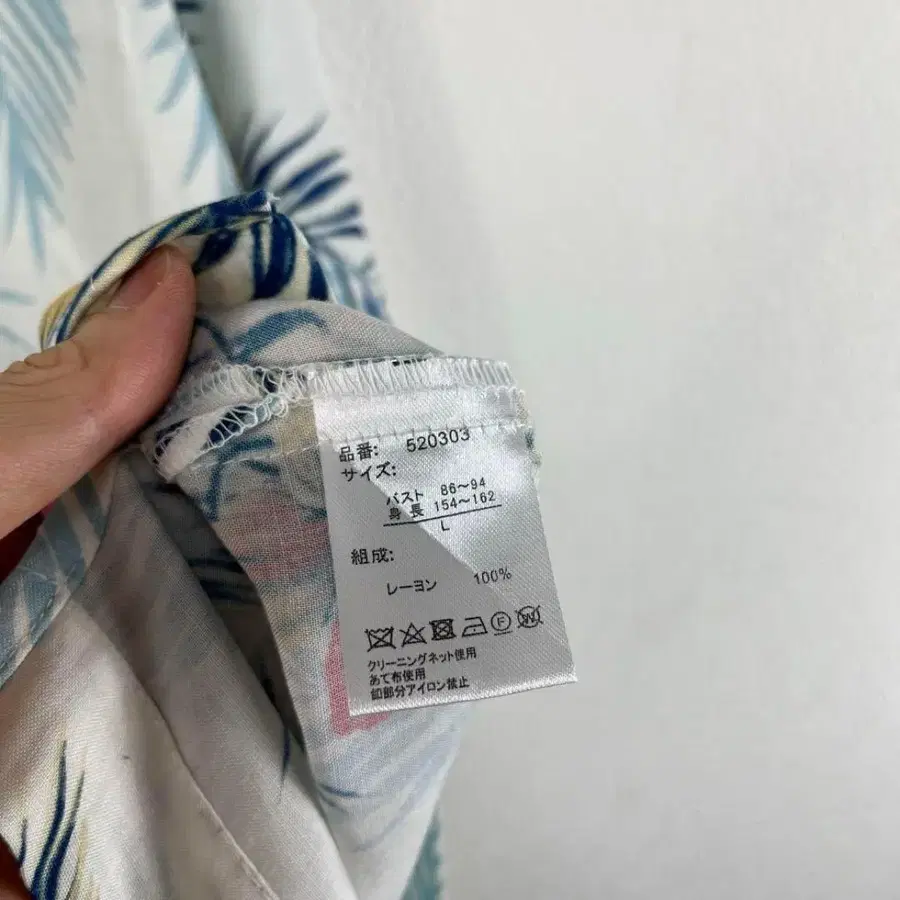 品番: 520303
サイズ:
バスト 86～94
身長 154～162
L
組成:
レーヨン 100%
F W
クリーニングネット使用
あて布使用
釦部分アイロン禁止